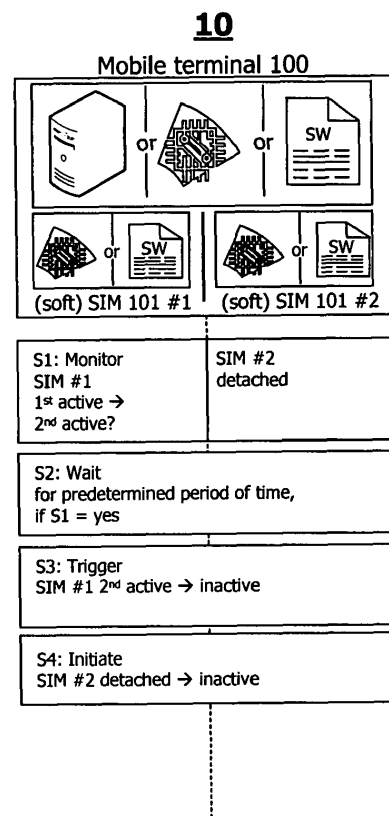 10
Mobile terminal 100
or or SW
or SW or SW
(soft) SIM 101 #1 (soft) SIM 101 #2
S1: Monitor
SIM #1
1st active →
2nd active?
SIM #2
detached
S2: Wait
for predetermined period of time,
if S1 = yes
S3: Trigger
SIM #1 2nd active → inactive
S4: Initiate
SIM #2 detached → inactive